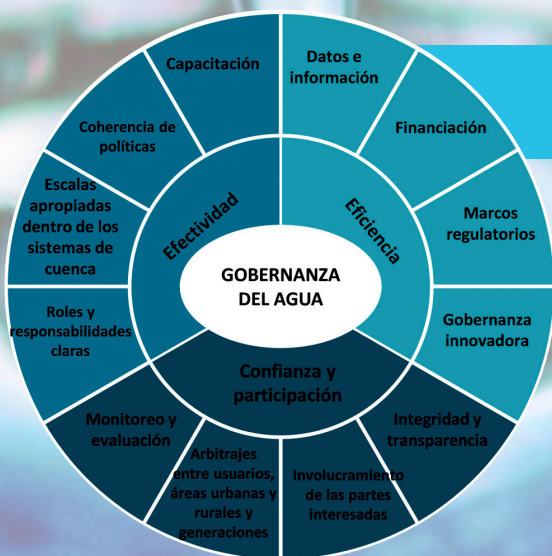 GOBERNANZA
DEL AGUA
Efectividad
Eficiencia
Confianza y
participación
Capacitación
Datos e
información
Financiación
Marcos
regulatorios
Gobernanza
innovadora
Integridad y
transparencia
Involucramiento
de las partes
interesadas
Arbitrajes
entre usuarios,
áreas urbanas y
rurales y
generaciones
Monitoreo y
evaluación
Roles y
responsabilidades
claras
Escalas
apropiadas
dentro de los
sistemas de
cuenca
Coherencia de
políticas